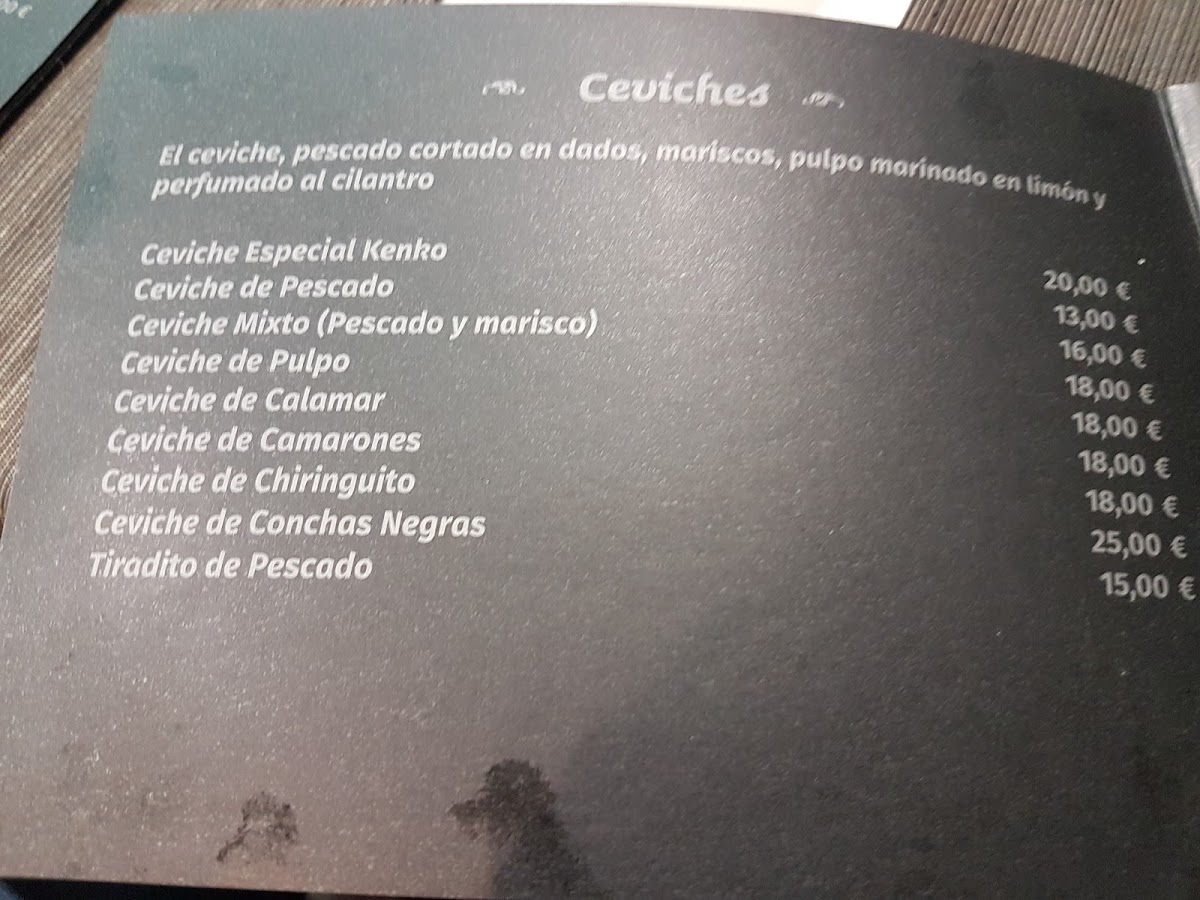 00 €
Ceviches
El ceviche, pescado cortado en dados, mariscos, pulpo marinado en limón y
perfumado al cilantro
Ceviche Especial Kenko 20,00 €
Ceviche de Pescado 13,00 €
Ceviche Mixto (Pescado y marisco) 16,00 €
Ceviche de Pulpo 18,00 €
Ceviche de Calamar 18,00 €
Ceviche de Camarones 18,00 €
Ceviche de Chiringuito 18,00 €
Ceviche de Conchas Negras 25,00 €
Tiradito de Pescado 15,00 €